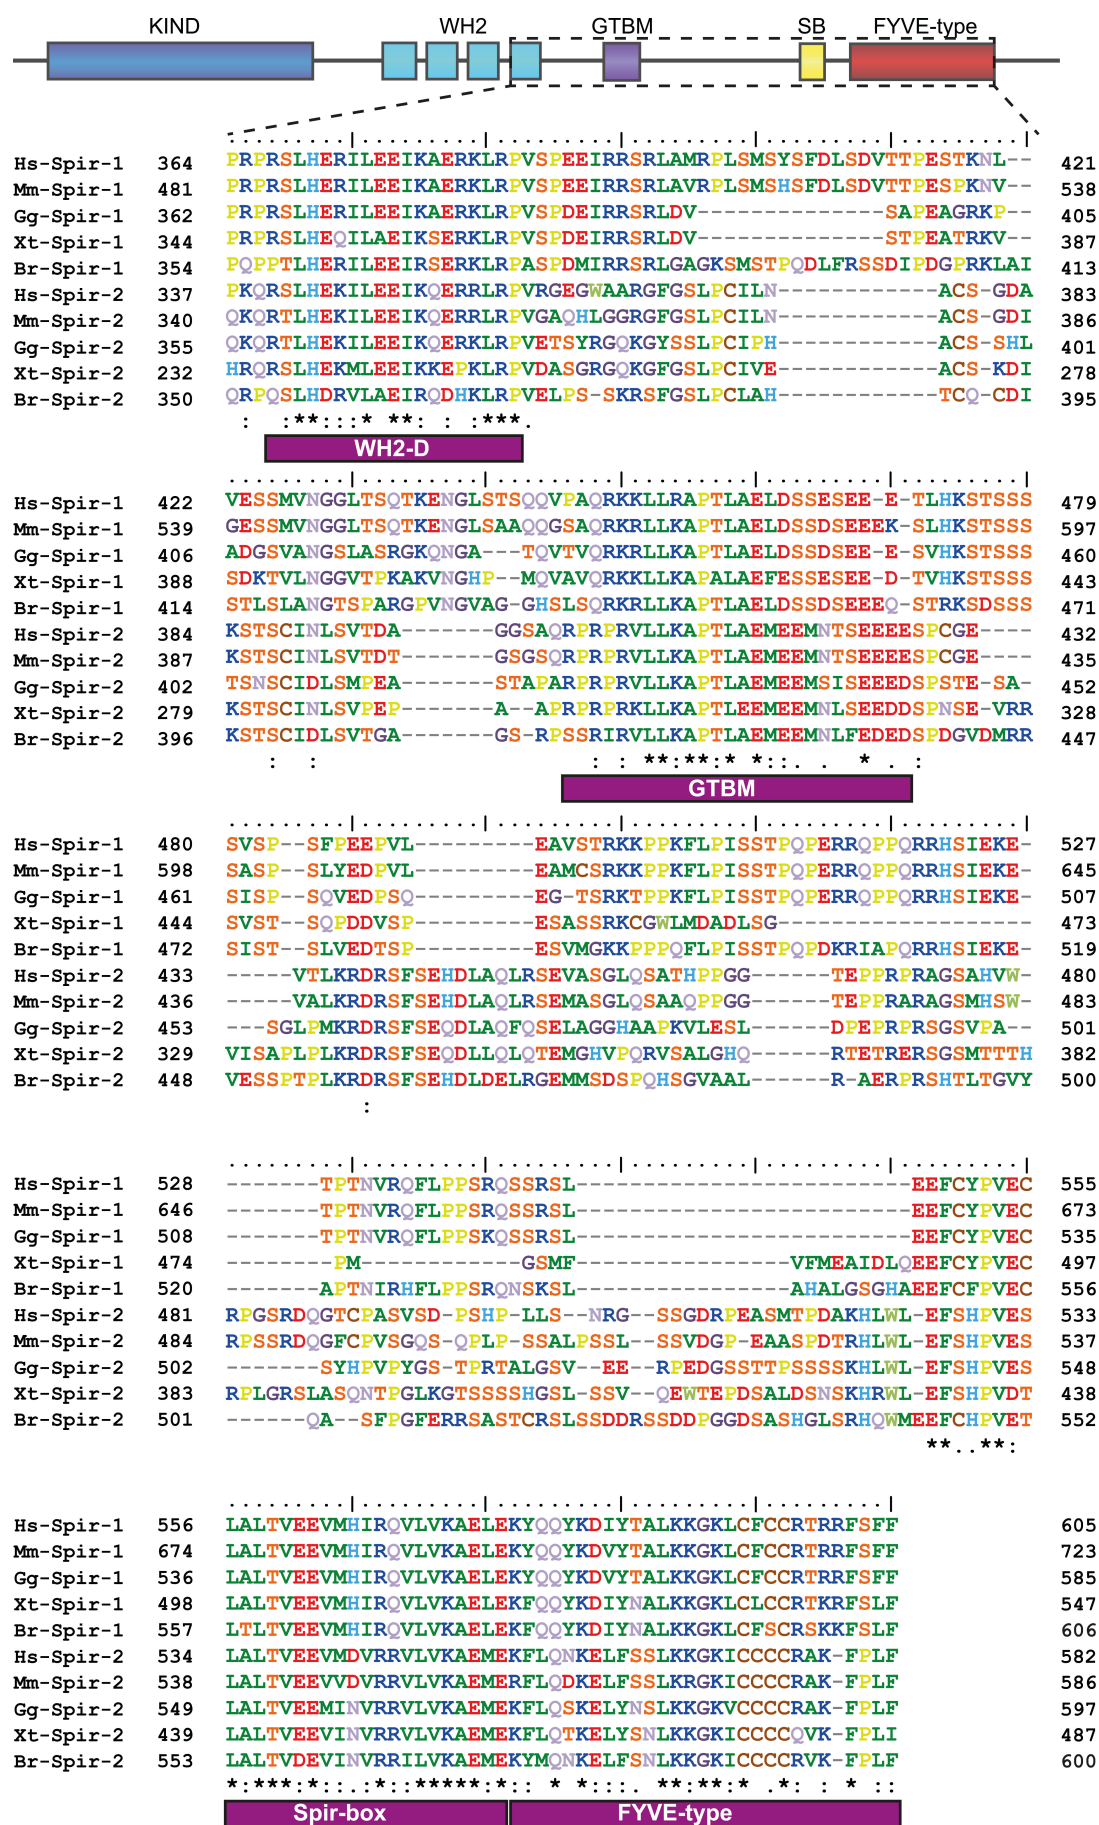 KIND WH2 GTBM SB FYVE-type
Hs-Spir-1 364 PRPRSLHERILEEIKAERKLRPVSPEEIRRSRLAMRPLSMSYSFDLSDVTTPESTKNL-- 421
Mm-Spir-1 481 PRPRSLHERILEEIKAERKLRPVSPEEIRRSRLAVRPLSMSHSFDLSDVTTPESPKNV-- 538
Gg-Spir-1 362 PRPRSLHERILEEIKAERKLRPVSPDEIRRSRLDV--------------SAPEAGRKP-- 405
Xt-Spir-1 344 PRPRSLHEQILAEIKSERKLRPVSPDEIRRSRLDV--------------STPEATRKV-- 387
Br-Spir-1 354 PQPPTLHERILEEIRSERKLRPASPDMIRRSRLGAGKSMSTPQDLFRSSDIPDGPRKLAI 413
Hs-Spir-2 337 PKQRSLHEKILEEIKQERRLRPVRGEGWAARGFGSLPCILN------------ACS-GDA 383
Mm-Spir-2 340 QKQRTLHEKILEEIKQERRLRPVGAQHLGGRGFGSLPCILN------------ACS-GDI 386
Gg-Spir-2 355 QKQRTLHEKILEEIKQERKLRPVETSYRGQKGYSSLPCIPH------------ACS-SHL 401
Xt-Spir-2 232 HRQRSLHEKMLEEIKKEPKLRPVDASGRGQKGFGSLPCIVE------------ACS-KDI 278
Br-Spir-2 350 QRPQSLHDRVLAEIRQDHKLRPVELPS-SKRSFGSLPCLAH------------TCQ-CDI 395
: :**:::* **: : :***.
WH2-D
Hs-Spir-1 422 VESSMVNGGLTSQTKENGLSTSQQVPAQRKKLLRAPTLAELDSSESEE-E-TLHKSTSSS 479
Mm-Spir-1 539 GESSMVNGGLTSQTKENGLSAAQQGSAQRKRLLKAPTLAELDSSDSEEEK-SLHKSTSSS 597
Gg-Spir-1 406 ADGSVANGSLASRGKQNGA---TQVTVQRKRLLKAPTLAELDSSDSEE-E-SVHKSTSSS 460
Xt-Spir-1 388 SDKTVLNGGVTPKAKVNGHP--MQVAVQRKKLLKAPALAEFESSESEE-D-TVHKSTSSS 443
Br-Spir-1 414 STLSLANGTSPARGPVNGVAG-GHSLSQRKRLLKAPTLAELDSSDSEEEQ-STRKSDSSS 471
Hs-Spir-2 384 KSTSCINLSVTDA-------GGSAQRPRPRVLLKAPTLAEMEEMNTSEEEESPCGE---- 432
Mm-Spir-2 387 KSTSCINLSVTDT-------GSGSQRPRPRVLLKAPTLAEMEEMNTSEEEESPCGE---- 435
Gg-Spir-2 402 TSNSCIDLSMPEA-------STAPARPRPRVLLKAPTLAEMEEMSISEEEDSPSTE-SA- 452
Xt-Spir-2 279 KSTSCINLSVPEP-------A--APRPRPRKLLKAPTLEEMEEMNLSEEDDSPNSE-VRR 328
Br-Spir-2 396 KSTSCIDLSVTGA-------GS-RPSSRIRVLLKAPTLAEMEEMNLFEDEDSPDGVDMRR 447
: : : : **:**:* *:: . . * . :
GTBM
Hs-Spir-1 480 SVSP--SFPEEPVL---------EAVSTRKKPPKFLPISSTPQPERRQPPQRRHSIEKE- 527
Mm-Spir-1 598 SASP--SLYEDPVL---------EAMCSRKKPPKFLPISSTPQPERRQPPQRRHSIEKE- 645
Gg-Spir-1 461 SISP--SQVEDPSQ---------EG-TSRKTPPKFLPISSTPQPERRQPPQRRHSIEKE- 507
Xt-Spir-1 444 SVST--SQPDDVSP---------ESASSRKCGWLMDADLSG------------------- 473
Br-Spir-1 472 SIST--SLVEDTSP---------ESVMGKKPPPQFLPISSTPQPDKRIAPQRRHSIEKE- 519
Hs-Spir-2 433 -----VTLKRDRSFSEHDLAQLRSEVASGLQSATHPPGG------TEPPRPRAGSAHVW- 480
Mm-Spir-2 436 -----VALKRDRSFSEHDLAQLRSEMASGLQSAAQPPGG------TEPPRARAGSMHSW- 483
Gg-Spir-2 453 ---SGLPMKRDRSFSEQDLAQFQSELAGGHAAPKVLESL------DPEPRPRSGSVPA-- 501
Xt-Spir-2 329 VISAPLPLKRDRSFSEQDLLQLQTEMGHVPQRVSALGHQ------RTETRERSGSMTTTH 382
Br-Spir-2 448 VESSPTPLKRDRSFSEHDLDELRGEMMSDSPQHSGVAAL------R-AERPRSHTLTGVY 500
:
Hs-Spir-1 528 -------TPTNVRQFLPPSRQSSRSL-------------------------EEFCYPVEC 555
Mm-Spir-1 646 -------TPTNVRQFLPPSRQSSRSL-------------------------EEFCYPVEC 673
Gg-Spir-1 508 -------TPTNVRQFLPPSKQSSRSL-------------------------EEFCYPVEC 535
Xt-Spir-1 474 --------PM------------GSMF----------------VFMEAIDLQEEFCYPVEC 497
Br-Spir-1 520 -------APTNIRHFLPPSRQNSKSL----------------AHALGSGHAEEFCFPVEC 556
Hs-Spir-2 481 RPGSRDQGTCPASVSD-PSHP-LLS--NRG--SSGDRPEASMTPDAKHLWL-EFSHPVES 533
Mm-Spir-2 484 RPSSRDQGFCPVSGQS-QPLP-SSALPSSL--SSVDGP-EAASPDTRHLWL-EFSHPVES 537
Gg-Spir-2 502 -------SYHPVPYGS-TPRTALGSV--EE--RPEDGSSTTPSSSSKHLWL-EFSHPVES 548
Xt-Spir-2 383 RPLGRSLASQNTPGLKGTSSSSHGSL-SSV--QEWTEPDSALDSNSKHRWL-EFSHPVDT 438
Br-Spir-2 501 ------QA--SFPGFERRSASTCRSLSSDDRSSDDPGGDSASHGLSRHQWMEEFCHPVET 552
**..**:
Hs-Spir-1 556 LALTVEEVMHIRQVLVKAELEKYQQYKDIYTALKKGKLCFCCRTRRFSFF 605
Mm-Spir-1 674 LALTVEEVMHIRQVLVKAELEKYQQYKDVYTALKKGKLCFCCRTRRFSFF 723
Gg-Spir-1 536 LALTVEEVMHIRQVLVKAELEKYQQYKDVYTALKKGKLCFCCRTRRFSFF 585
Xt-Spir-1 498 LALTVEEVMHIRQVLVKAELEKFQQYKDIYNALKKGKLCLCCRTKRFSLF 547
Br-Spir-1 557 LTLTVEEVMHIRQVLVKAELEKFQQYKDIYNALKKGKLCFSCRSKKFSLF 606
Hs-Spir-2 534 LALTVEEVMDVRRVLVKAEMEKFLQNKELFSSLKKGKICCCCRAK-FPLF 582
Mm-Spir-2 538 LALTVEEVVDVRRVLVKAEMERFLQDKELFSSLKRGKICCCCRAK-FPLF 586
Gg-Spir-2 549 LALTVEEMINVRRVLVKAEMEKFLQSKELYNSLKKGKVCCCCRAK-FPLF 597
Xt-Spir-2 439 LALTVEEVINVRRVLVKAEMEKFLQTKELYSNLKKGKICCCCQVK-FPLI 487
Br-Spir-2 553 LALTVDEVINVRRILVKAEMEKYMQNKELFSNLKKGKICCCCRVK-FPLF 600
*:***:*::.:*::*****:*:: * *:::. **:**:* .*: : * ::
Spir-box FYVE-type